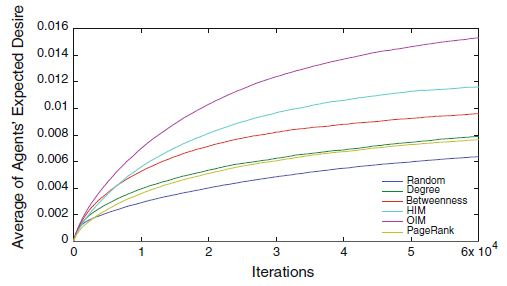 0.016
0.014
0.012
0.01
0.008
0.006
0.004
0.002
0
Average of Agents' Expected Desire
Random
Degree
Betweenness
HIM
OIM
PageRank
0 1 2 3 4 5 6x 10^4
Iterations